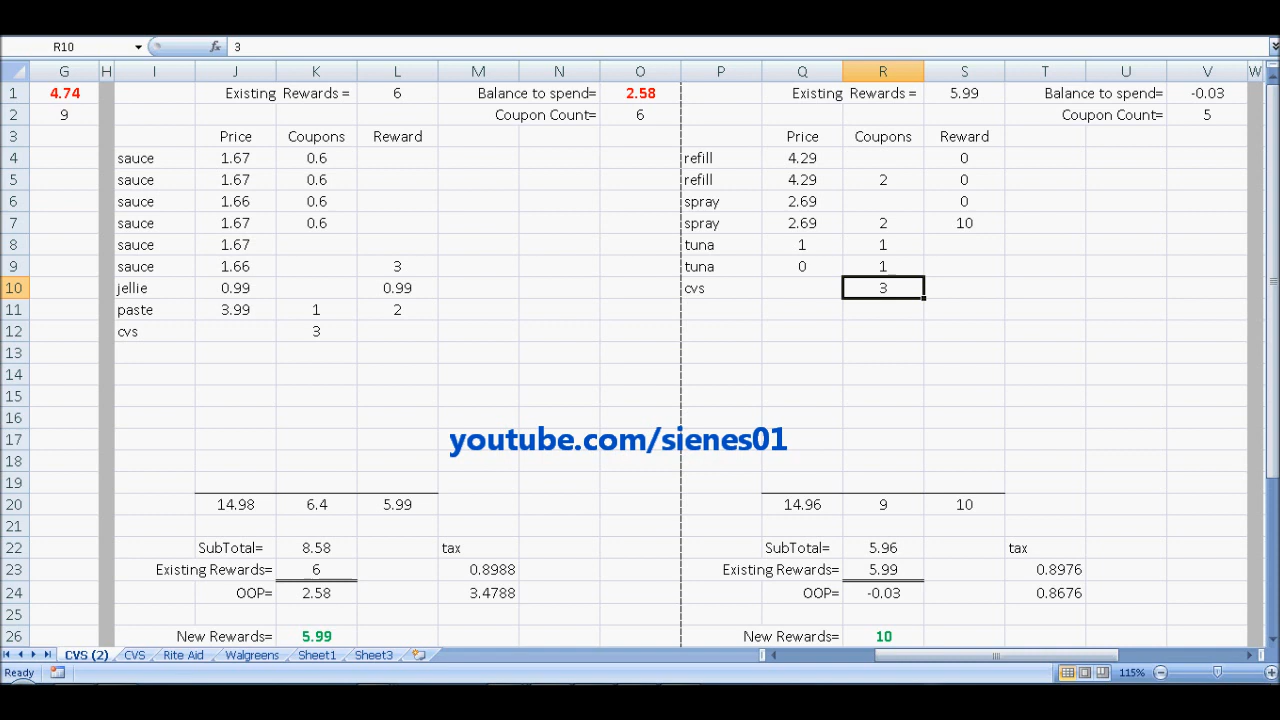 R10 fx 3
G H I J K L M N O P Q R S T U V W
1 4.74 Existing Rewards = 6 Balance to spend= 2.58 Existing Rewards = 5.99 Balance to spend= -0.03
2 9 Coupon Count= 6 Coupon Count= 5
3 Price Coupons Reward Price Coupons Reward
4 sauce 1.67 0.6 refill 4.29 0
5 sauce 1.67 0.6 refill 4.29 2 0
6 sauce 1.66 0.6 spray 2.69 0
7 sauce 1.67 0.6 spray 2.69 2 10
8 sauce 1.67 tuna 1 1
9 sauce 1.66 3 tuna 0 1
10 jellie 0.99 0.99 cvs 3
11 paste 3.99 1 2
12 cvs 3
13
14
15
16
17 youtube.com/sienes01
18
19
20 14.98 6.4 5.99 14.96 9 10
21
22 SubTotal= 8.58 tax SubTotal= 5.96 tax
23 Existing Rewards= 6 0.8988 Existing Rewards= 5.99 0.8976
24 OOP= 2.58 3.4788 OOP= -0.03 0.8676
25
26 New Rewards= 5.99 New Rewards= 10
CVS (2) CVS Rite Aid Walgreens Sheet1 Sheet3
Ready 115%